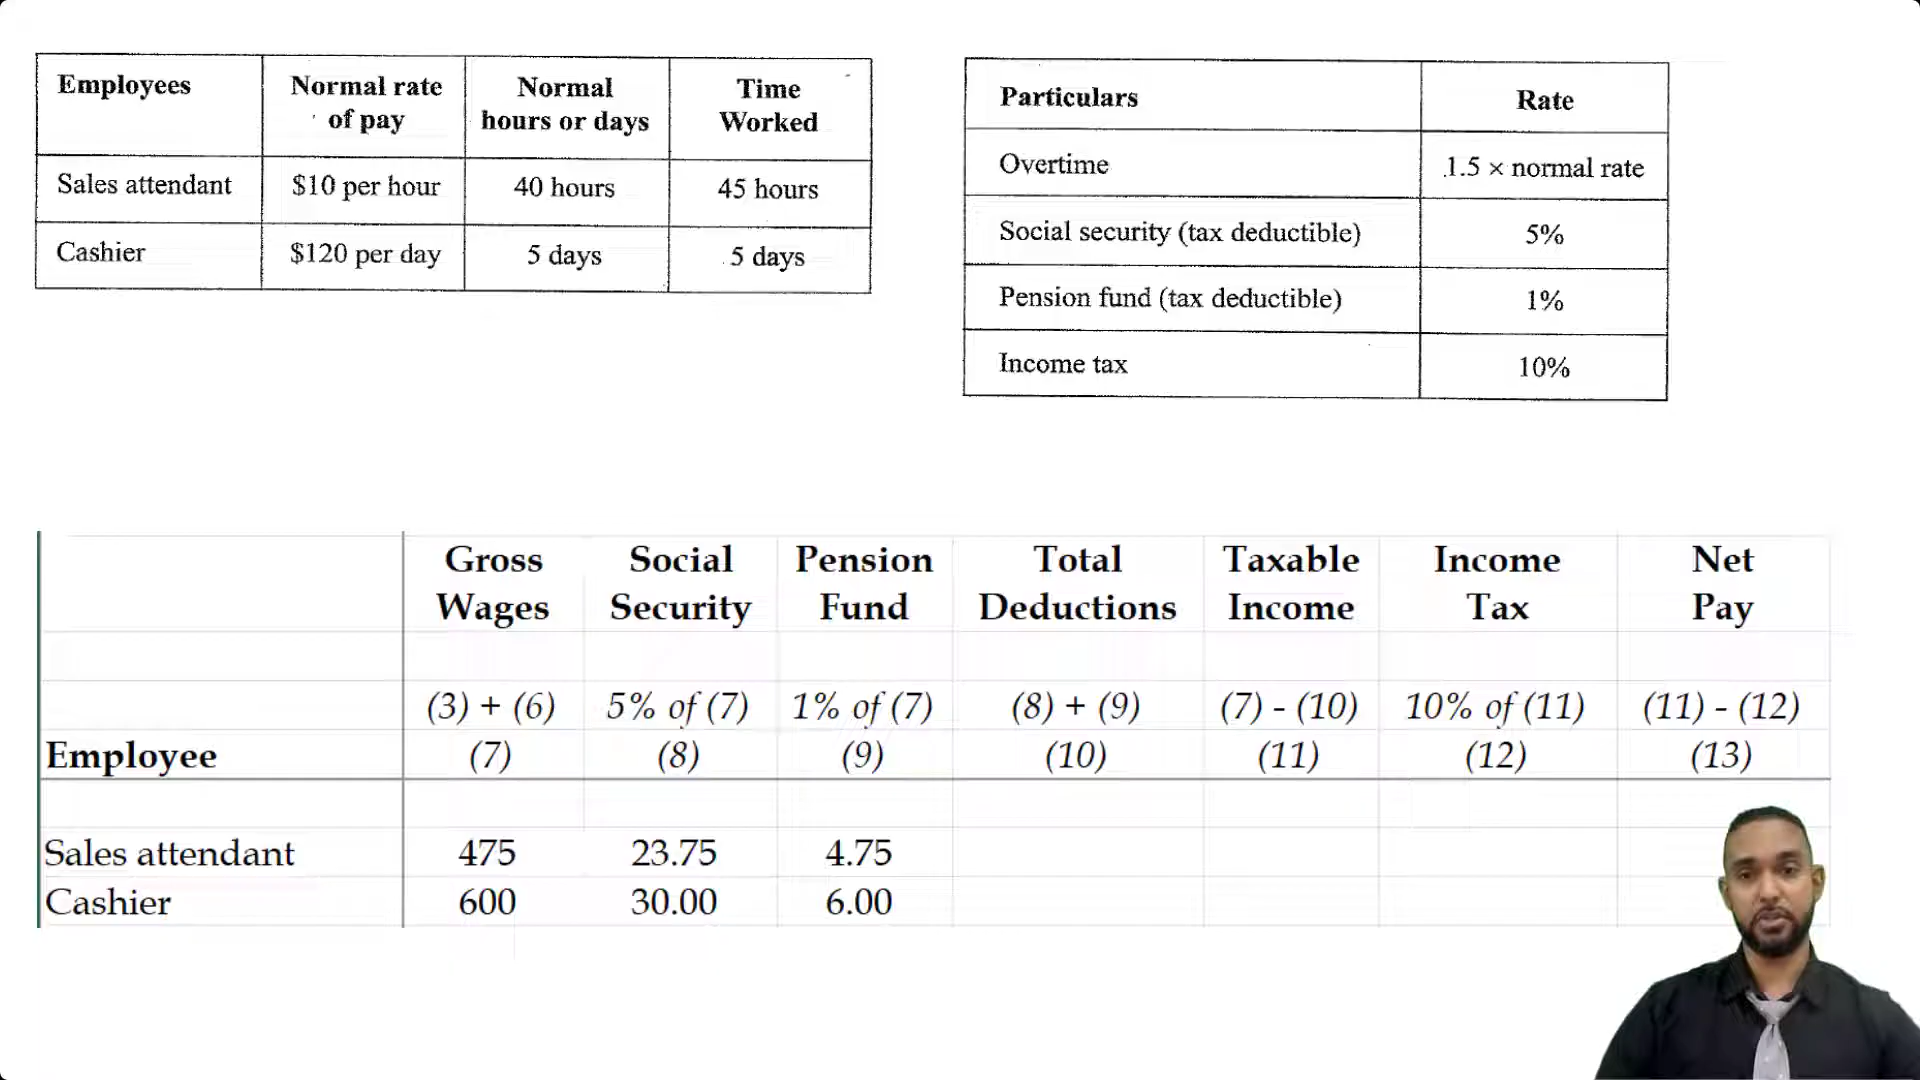 Employees Normal rate of pay Normal hours or days Time Worked
Sales attendant $10 per hour 40 hours 45 hours
Cashier $120 per day 5 days 5 days
Particulars Rate
Overtime 1.5 × normal rate
Social security (tax deductible) 5%
Pension fund (tax deductible) 1%
Income tax 10%
Gross Social Pension Total Taxable Income Net
Wages Security Fund Deductions Income Tax Pay
(3) + (6) 5% of (7) 1% of (7) (8) + (9) (7) - (10) 10% of (11) (11) - (12)
Employee (7) (8) (9) (10) (11) (12) (13)
Sales attendant 475 23.75 4.75
Cashier 600 30.00 6.00